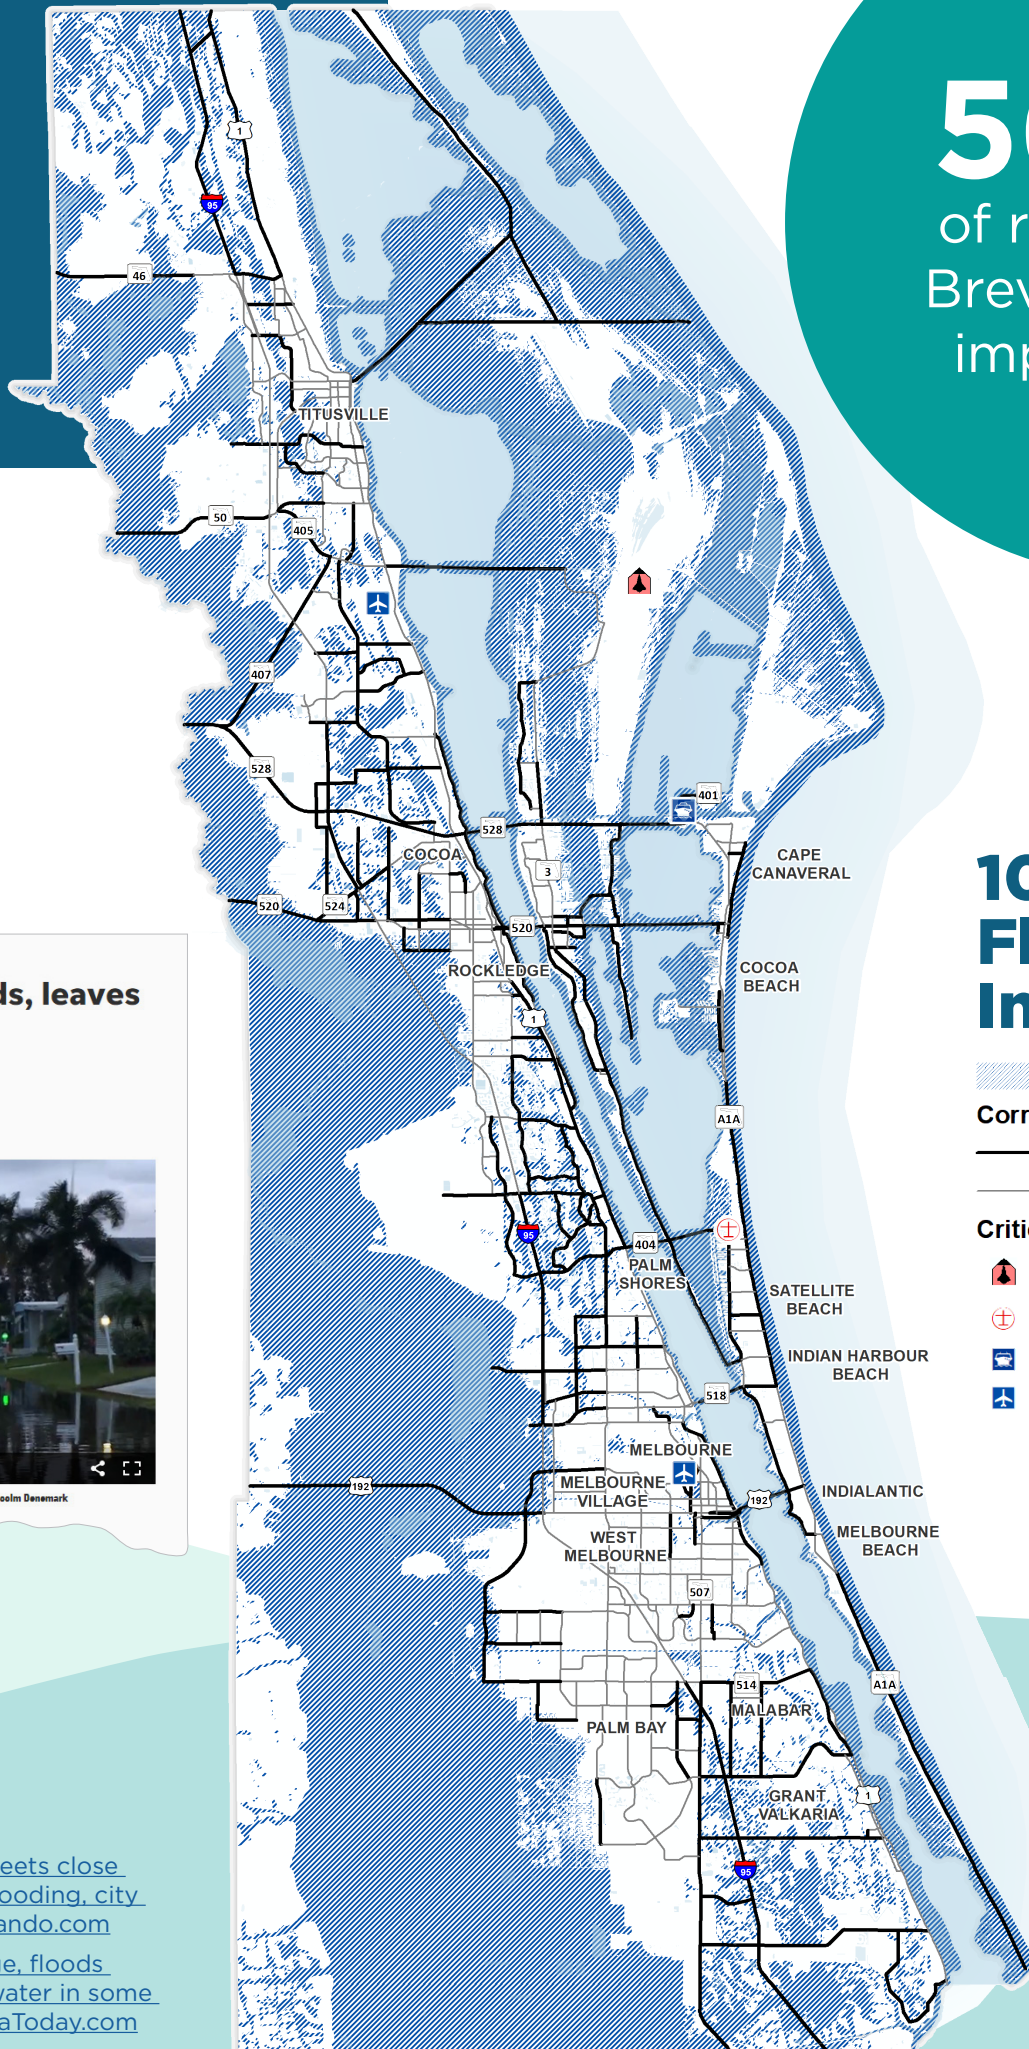 5
of r
Brev
imp
1
95
46
TITUSVILLE
50
405
407
528
401
528
COCOA
3
CAPE
CANAVERAL
520
524
520
ROCKLEDGE
COCOA
BEACH
1
10
Fl
In
ds, leaves
A1A
Corr
95
404
PALM
SHORES
Criti
SATELLITE
BEACH
INDIAN HARBOUR
BEACH
518
MELBOURNE
MELBOURNE
VILLAGE
192
192
INDIALANTIC
WEST
MELBOURNE
MELBOURNE
BEACH
colm Denemark
507
514
A1A
MALABAR
PALM BAY
GRANT
VALKARIA
1
95
eets close
ooding, city
ando.com
e, floods
water in some
aToday.com